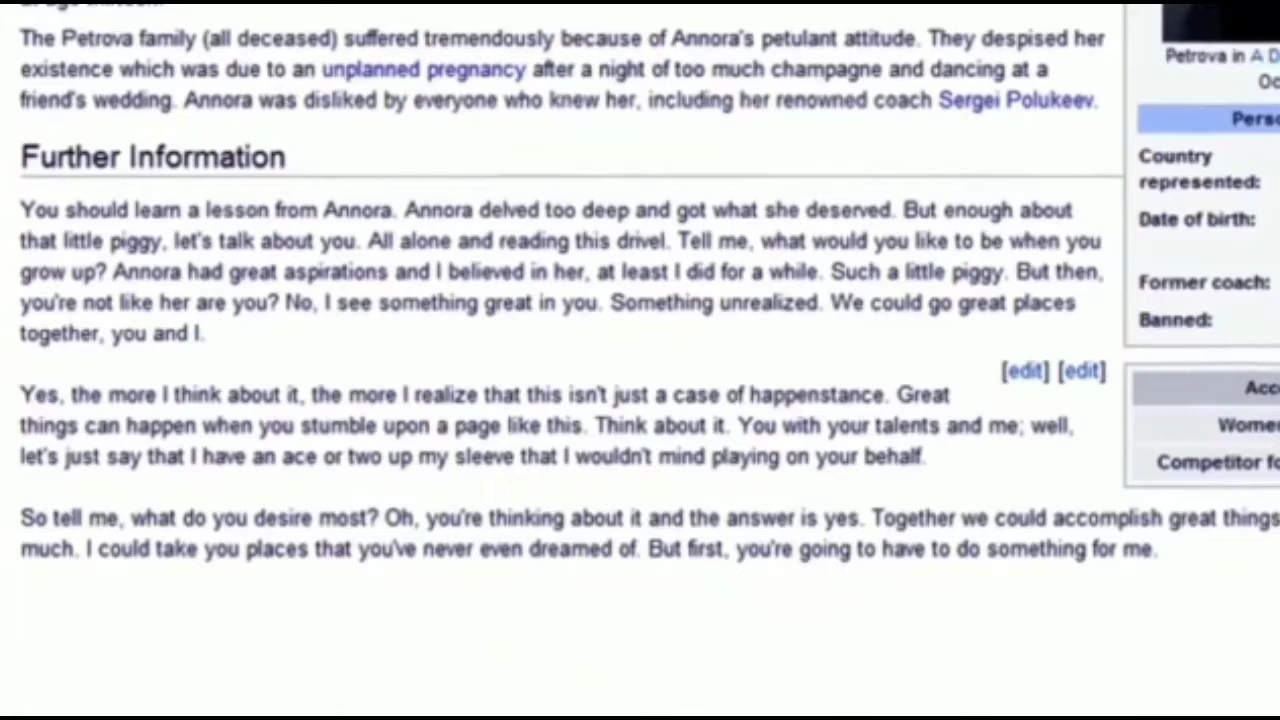 The Petrova family (all deceased) suffered tremendously because of Annora's petulant attitude. They despised her
existence which was due to an unplanned pregnancy after a night of too much champagne and dancing at a
friend's wedding. Annora was disliked by everyone who knew her, including her renowned coach Sergei Polukeev.
Further Information
You should learn a lesson from Annora. Annora delved too deep and got what she deserved. But enough about
that little piggy, let's talk about you. All alone and reading this drivel. Tell me, what would you like to be when you
grow up? Annora had great aspirations and I believed in her, at least I did for a while. Such a little piggy. But then,
you're not like her are you? No, I see something great in you. Something unrealized. We could go great places
together, you and I.
[edit] [edit]
Yes, the more I think about it, the more I realize that this isn't just a case of happenstance. Great
things can happen when you stumble upon a page like this. Think about it. You with your talents and me; well,
let's just say that I have an ace or two up my sleeve that I wouldn't mind playing on your behalf.
So tell me, what do you desire most? Oh, you're thinking about it and the answer is yes. Together we could accomplish great things
much. I could take you places that you've never even dreamed of. But first, you're going to have to do something for me.
Petrova in A D
Oc
Perso
Country
represented:
Date of birth:
Former coach:
Banned:
Acc
Women
Competitor fo